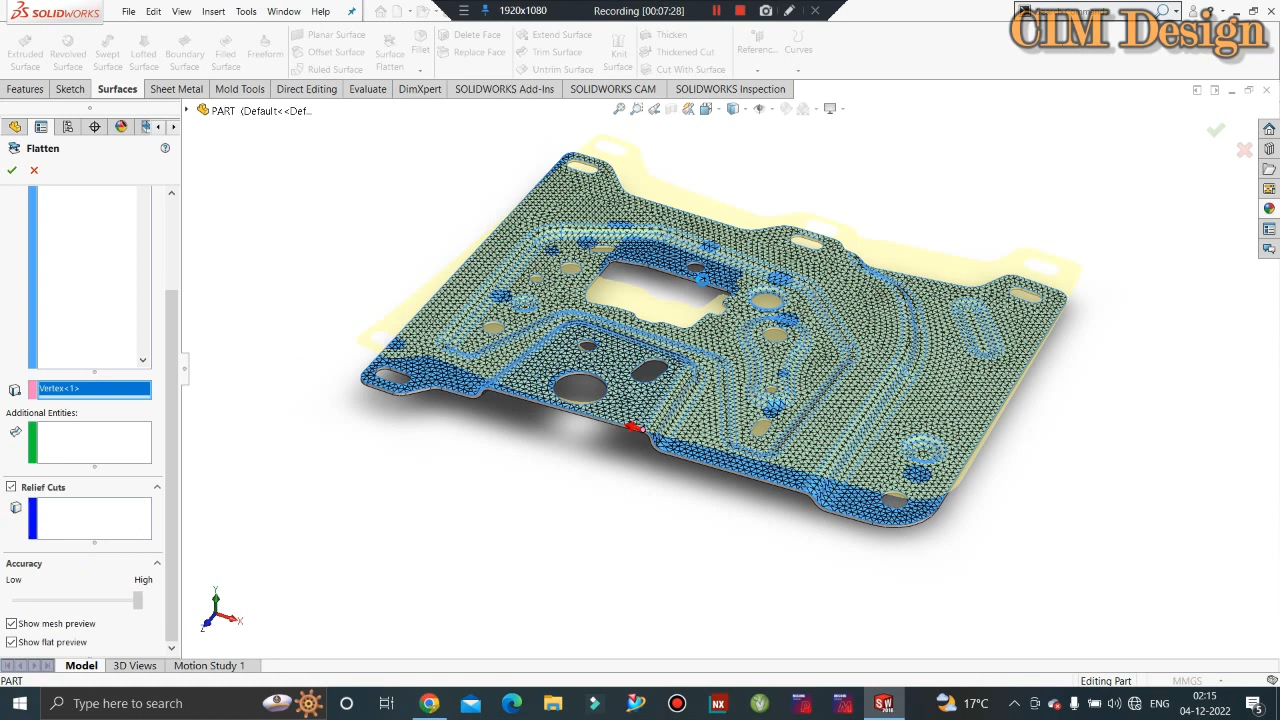 SOLIDWORKS
File Edit View Insert Tools Window Help
1920x1080
Recording [00:07:28]
CIM Design
Extruded Surface
Revolved Surface
Swept Surface
Lofted Surface
Boundary Surface
Filled Surface
Freeform
Planar Surface
Offset Surface
Ruled Surface
Surface Flatten
Fillet
Delete Face
Replace Face
Extend Surface
Trim Surface
Untrim Surface
Knit Surface
Thicken
Thickened Cut
Cut With Surface
Referenc...
Curves
Features Sketch Surfaces Sheet Metal Mold Tools Direct Editing Evaluate DimXpert SOLIDWORKS Add-Ins SOLIDWORKS CAM SOLIDWORKS Inspection
PART (Default<<Def...
Flatten
Vertex<1>
Additional Entities:
Relief Cuts
Accuracy
Low High
Show mesh preview
Show flat preview
Y
X
Z
Model 3D Views Motion Study 1
PART
Editing Part
MMGS
Type here to search
NX
SW
2018
17°C
ENG
02:15
04-12-2022
5